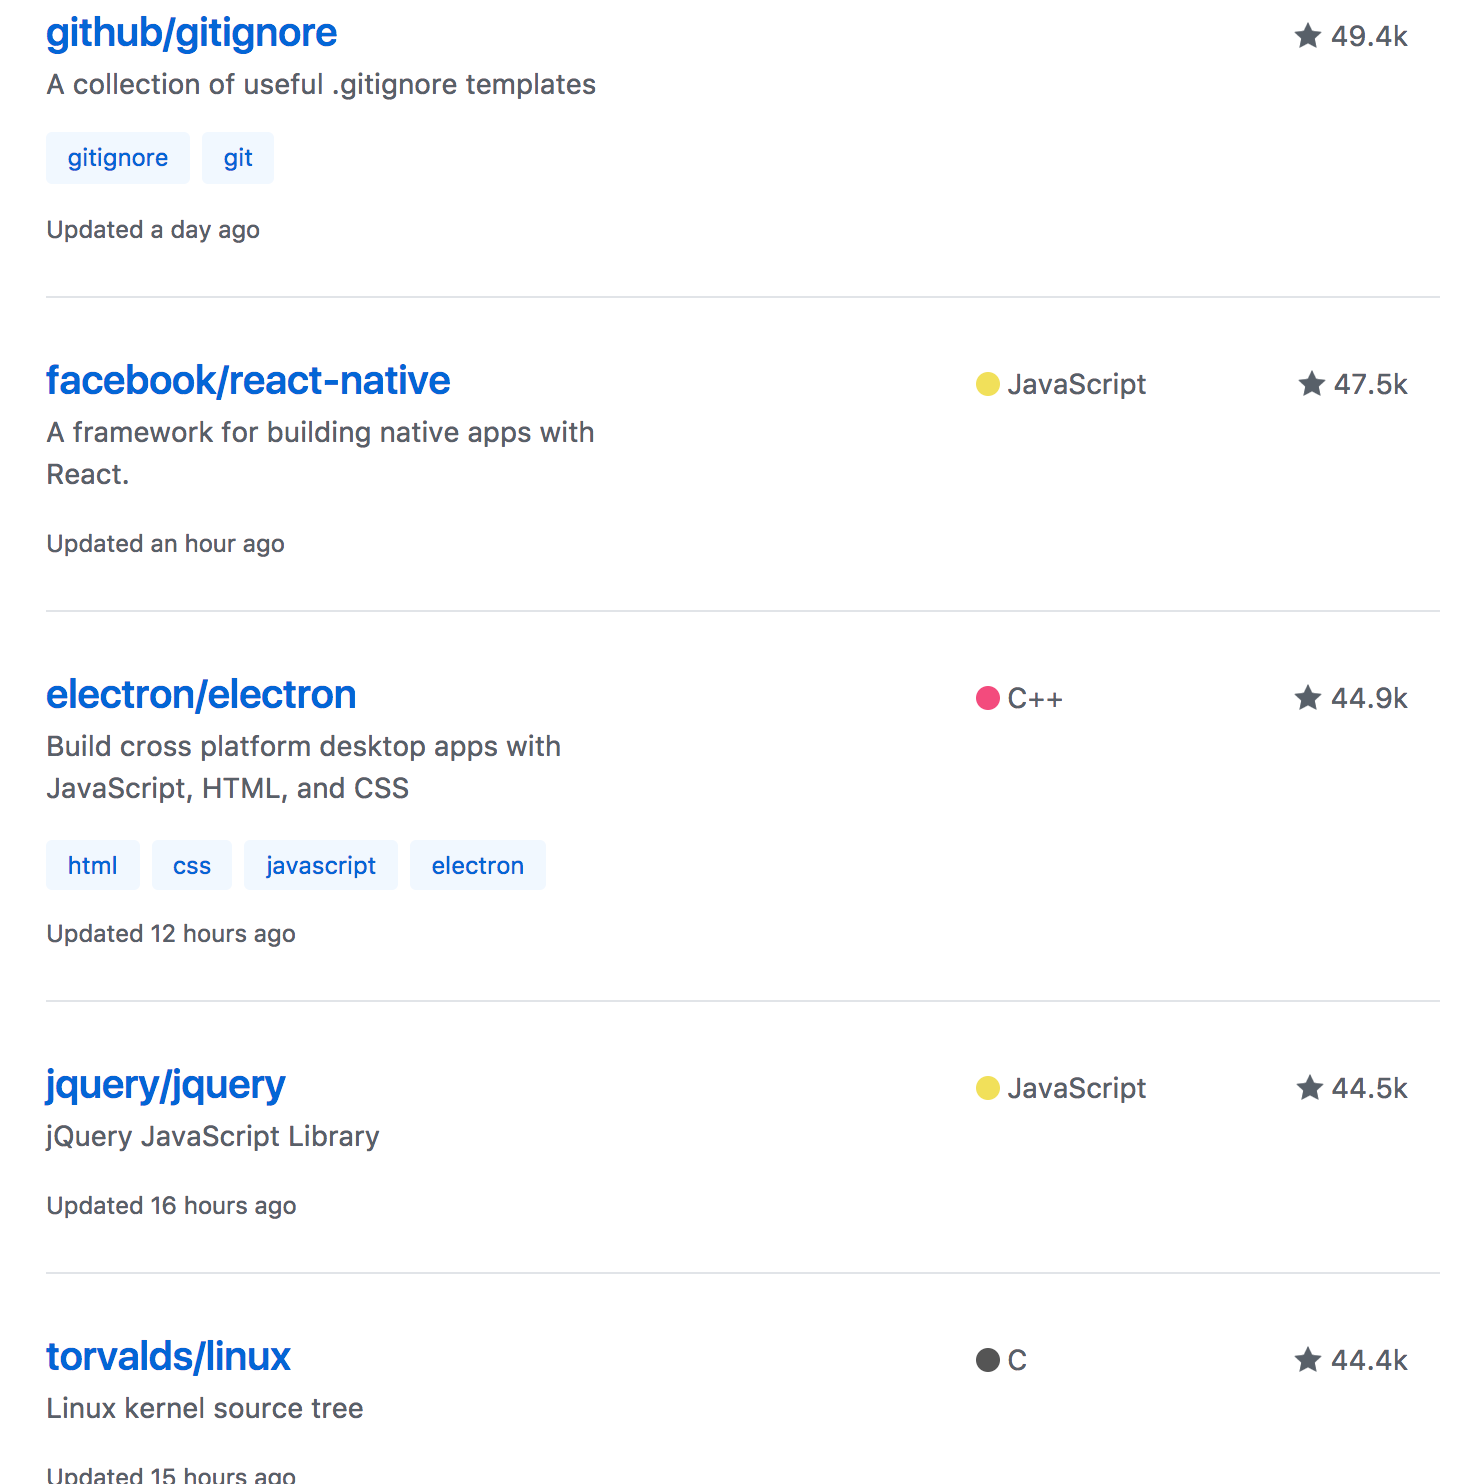 github/gitignore
49.4k
A collection of useful .gitignore templates
gitignore git
Updated a day ago
facebook/react-native
JavaScript
47.5k
A framework for building native apps with
React.
Updated an hour ago
electron/electron
C++
44.9k
Build cross platform desktop apps with
JavaScript, HTML, and CSS
html css javascript electron
Updated 12 hours ago
jquery/jquery
JavaScript
44.5k
jQuery JavaScript Library
Updated 16 hours ago
torvalds/linux
C
44.4k
Linux kernel source tree
Updated 15 hours ago